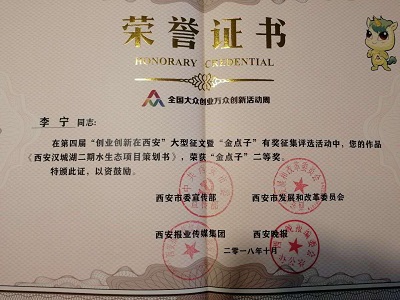 荣誉证书
HONORARY CREDENTIAL
全国大众创业万众创新活动周
李宁 同志:
在第四届“创业创新在西安”大型征文暨“金点子”有奖征集评选活动中，您的作品
《西安汉城湖二期水生态项目策划书》，荣获“金点子”二等奖。
特颁此证，以资鼓励。
西安市委宣传部 西安市发展和改革委员会
西安报业传媒集团 西安晚报
二零一八年十月